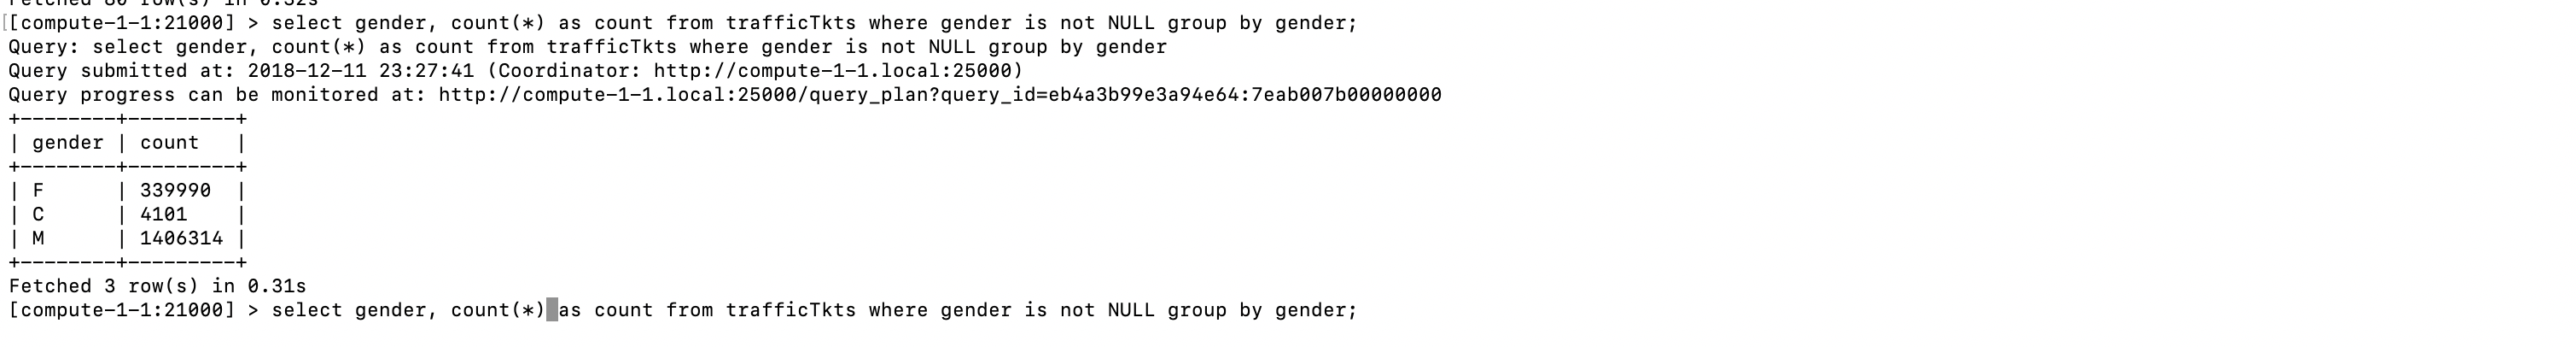 Fetched 80 row(s) in 0.32s
[[compute-1-1:21000] > select gender, count(*) as count from trafficTkts where gender is not NULL group by gender;
Query: select gender, count(*) as count from trafficTkts where gender is not NULL group by gender
Query submitted at: 2018-12-11 23:27:41 (Coordinator: http://compute-1-1.local:25000)
Query progress can be monitored at: http://compute-1-1.local:25000/query_plan?query_id=eb4a3b99e3a94e64:7eab007b00000000
+--------+---------+
| gender | count   |
+--------+---------+
| F      | 339990  |
| C      | 4101    |
| M      | 1406314 |
+--------+---------+
Fetched 3 row(s) in 0.31s
[compute-1-1:21000] > select gender, count(*) as count from trafficTkts where gender is not NULL group by gender;